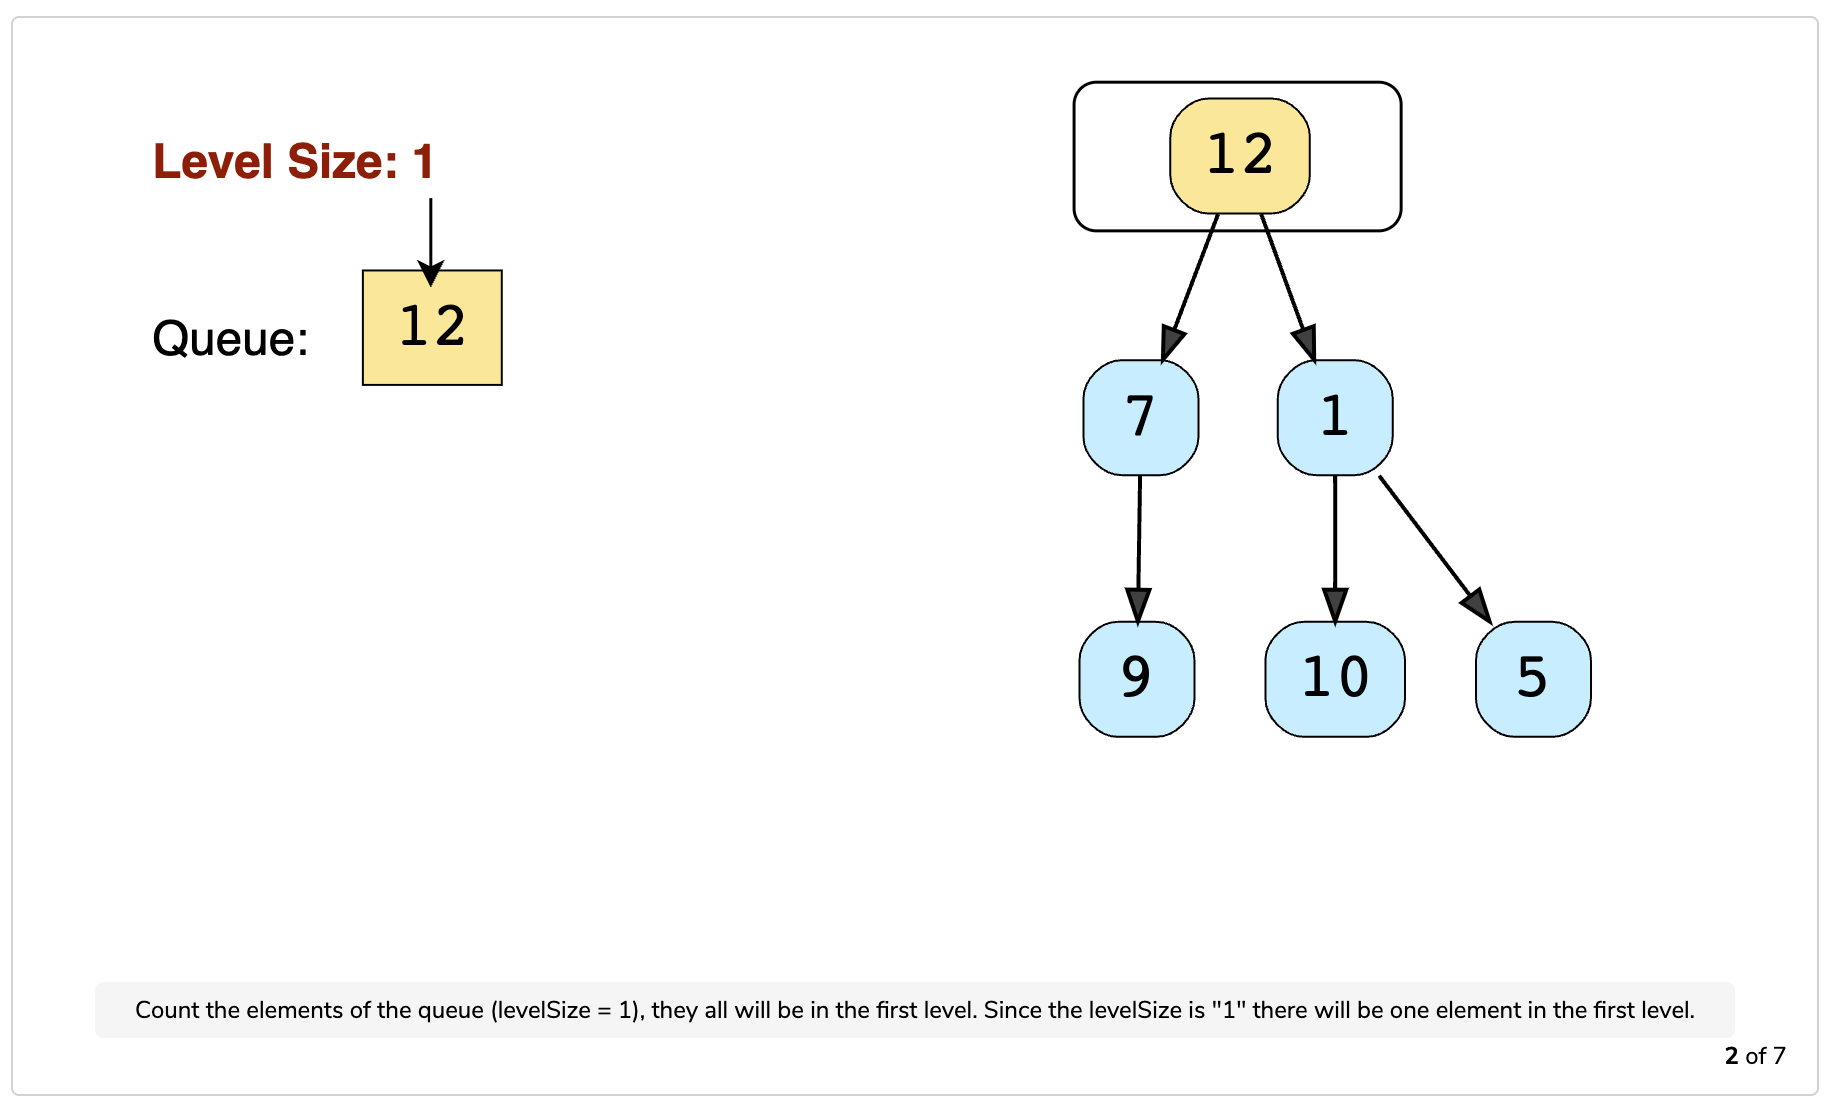 Level Size: 1
Queue:
12
12
7
1
9
10
5
Count the elements of the queue (levelSize = 1), they all will be in the first level. Since the levelSize is "1" there will be one element in the first level.
2 of 7